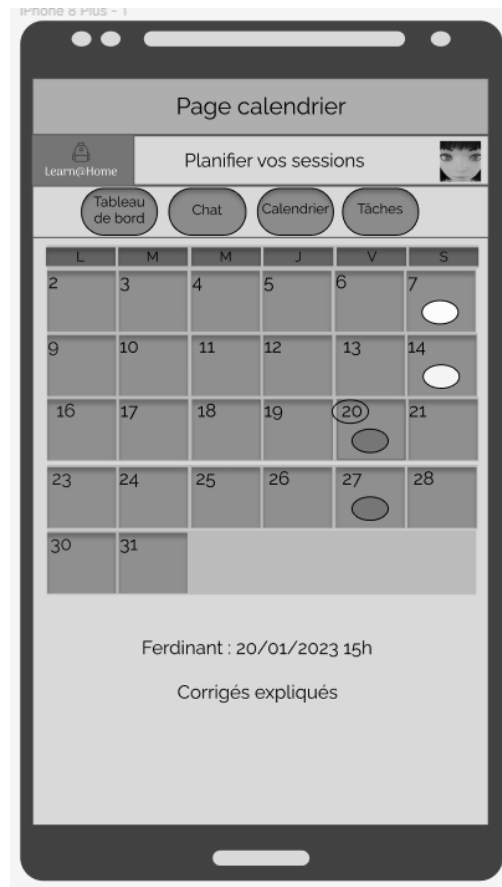 iPhone 8 Plus - 1
Page calendrier
Learn@Home
Planifier vos sessions
Tableau
de bord
Chat
Calendrier
Tâches
L M M J V S
2 3 4 5 6 7
9 10 11 12 13 14
16 17 18 19 20 21
23 24 25 26 27 28
30 31
Ferdinant : 20/01/2023 15h
Corrigés expliqués